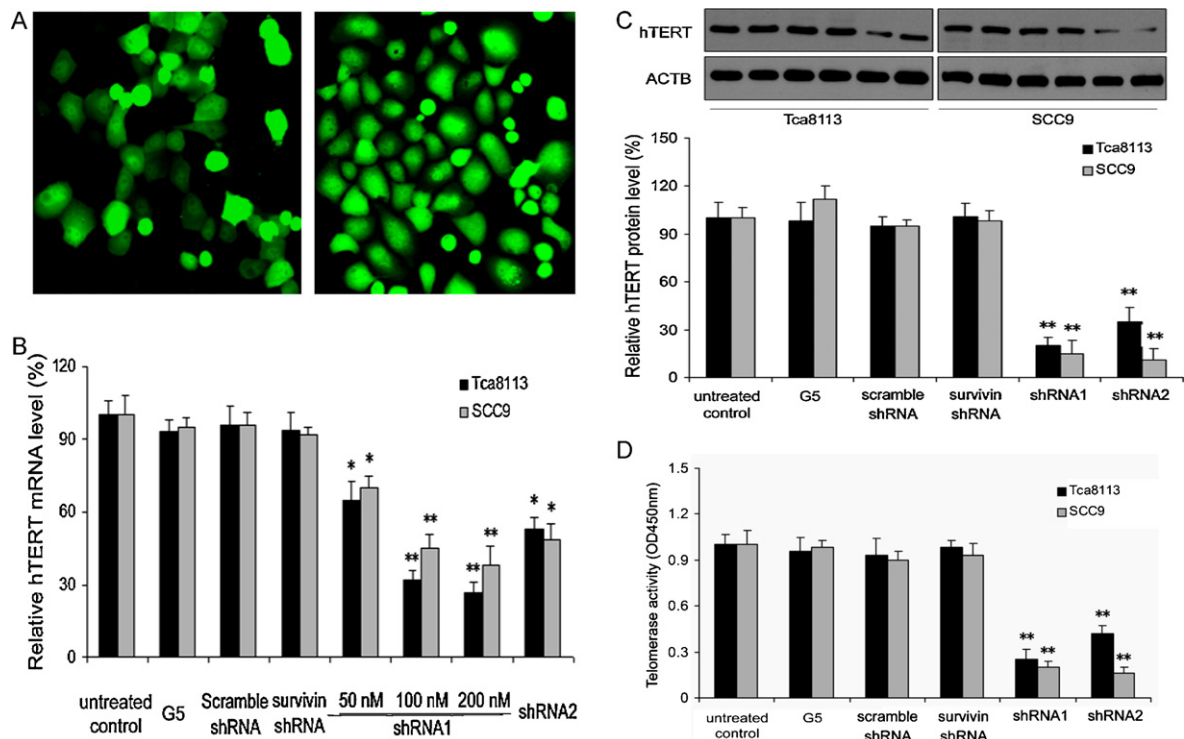 A
B
Relative hTERT mRNA level (%)
120
90
60
30
0
Tca8113
SCC9
* *
** **
** **
* *
untreated control
G5
Scramble shRNA
survivin shRNA
50 nM 100 nM 200 nM
shRNA1
shRNA2
C
hTERT
ACTB
Tca8113 SCC9
Relative hTERT protein level (%)
150
120
90
60
30
0
Tca8113
SCC9
** **
** **
untreated control
G5
scramble shRNA
survivin shRNA
shRNA1
shRNA2
D
Telomerase activity (OD450nm)
1.5
1.2
0.9
0.6
0.3
0
Tca8113
SCC9
** **
** **
untreated control
G5
scramble shRNA
survivin shRNA
shRNA1
shRNA2